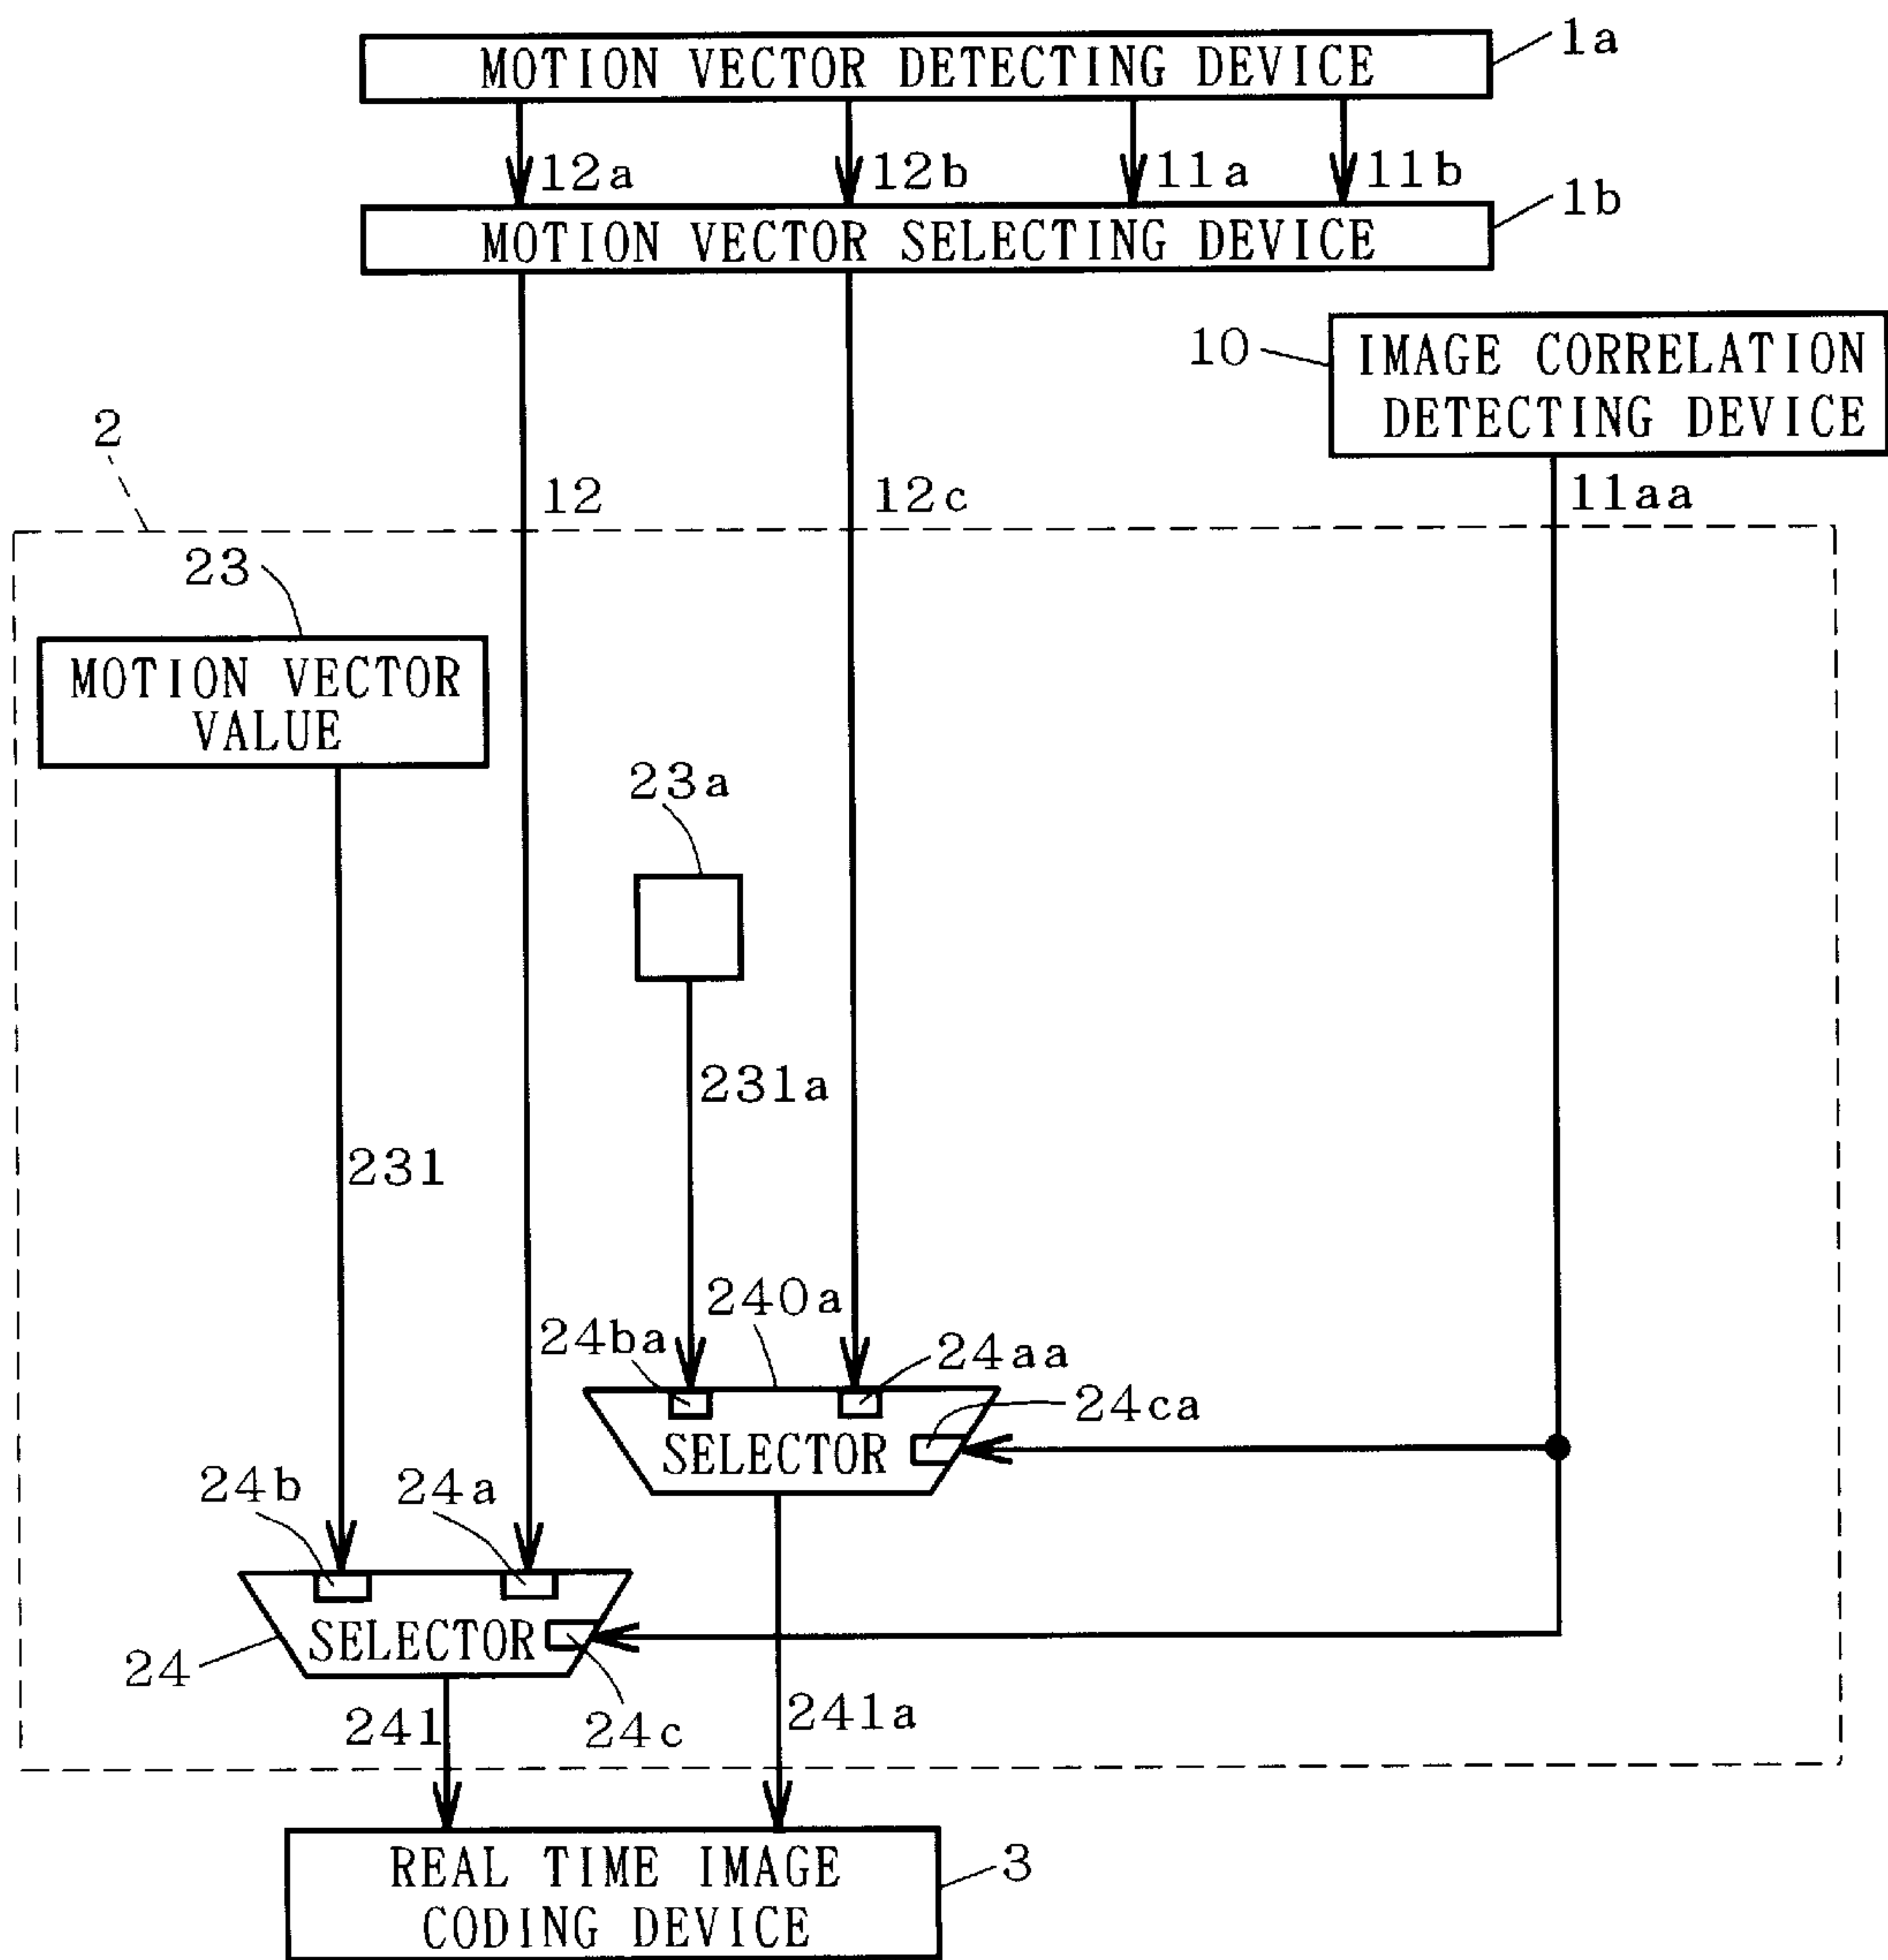 MOTION VECTOR DETECTING DEVICE
1a
12a
12b
11a
11b
MOTION VECTOR SELECTING DEVICE
1b
10
IMAGE CORRELATION
DETECTING DEVICE
2
12
12c
11aa
23
MOTION VECTOR
VALUE
23a
231a
231
240a
24ba
24aa
24ca
SELECTOR
24b
24a
SELECTOR
24
241
24c
241a
REAL TIME IMAGE
CODING DEVICE
3